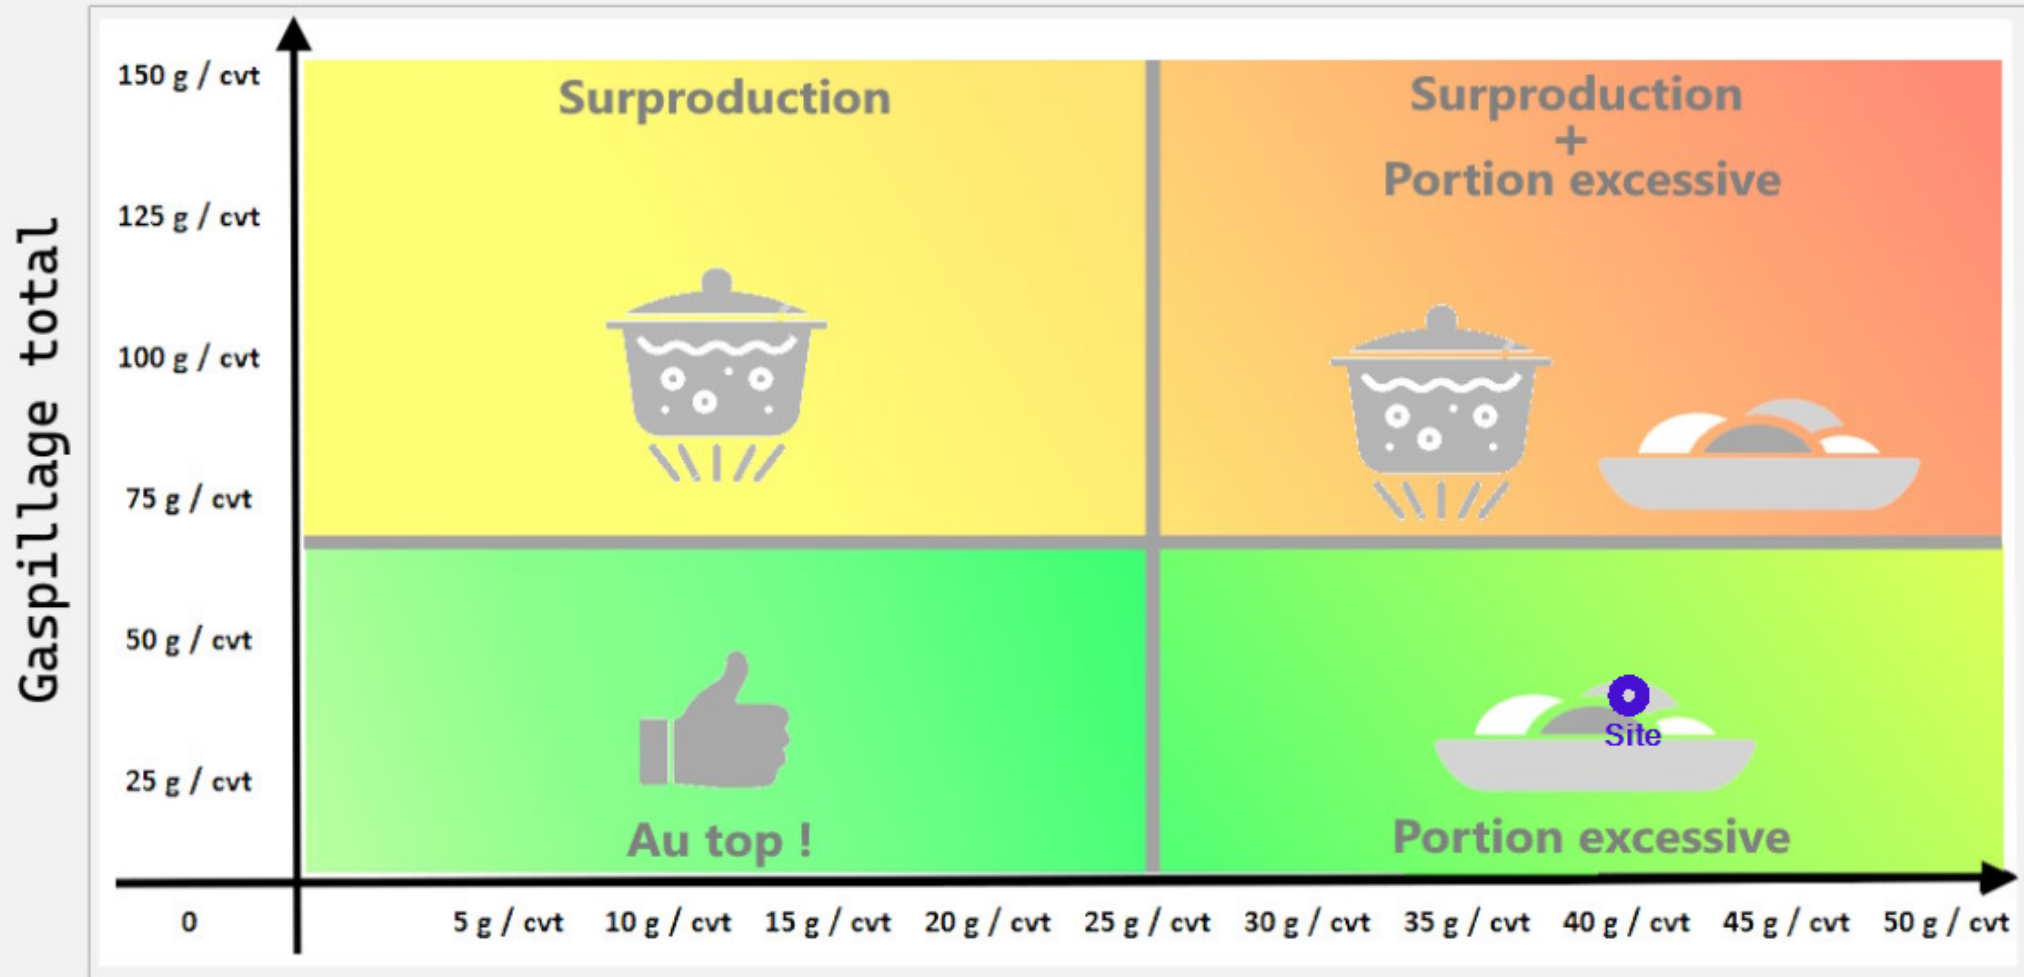 Gaspillage total
150 g / cvt
125 g / cvt
100 g / cvt
75 g / cvt
50 g / cvt
25 g / cvt
Surproduction
Surproduction
+
Portion excessive
Au top !
Site
Portion excessive
0
5 g / cvt
10 g / cvt
15 g / cvt
20 g / cvt
25 g / cvt
30 g / cvt
35 g / cvt
40 g / cvt
45 g / cvt
50 g / cvt